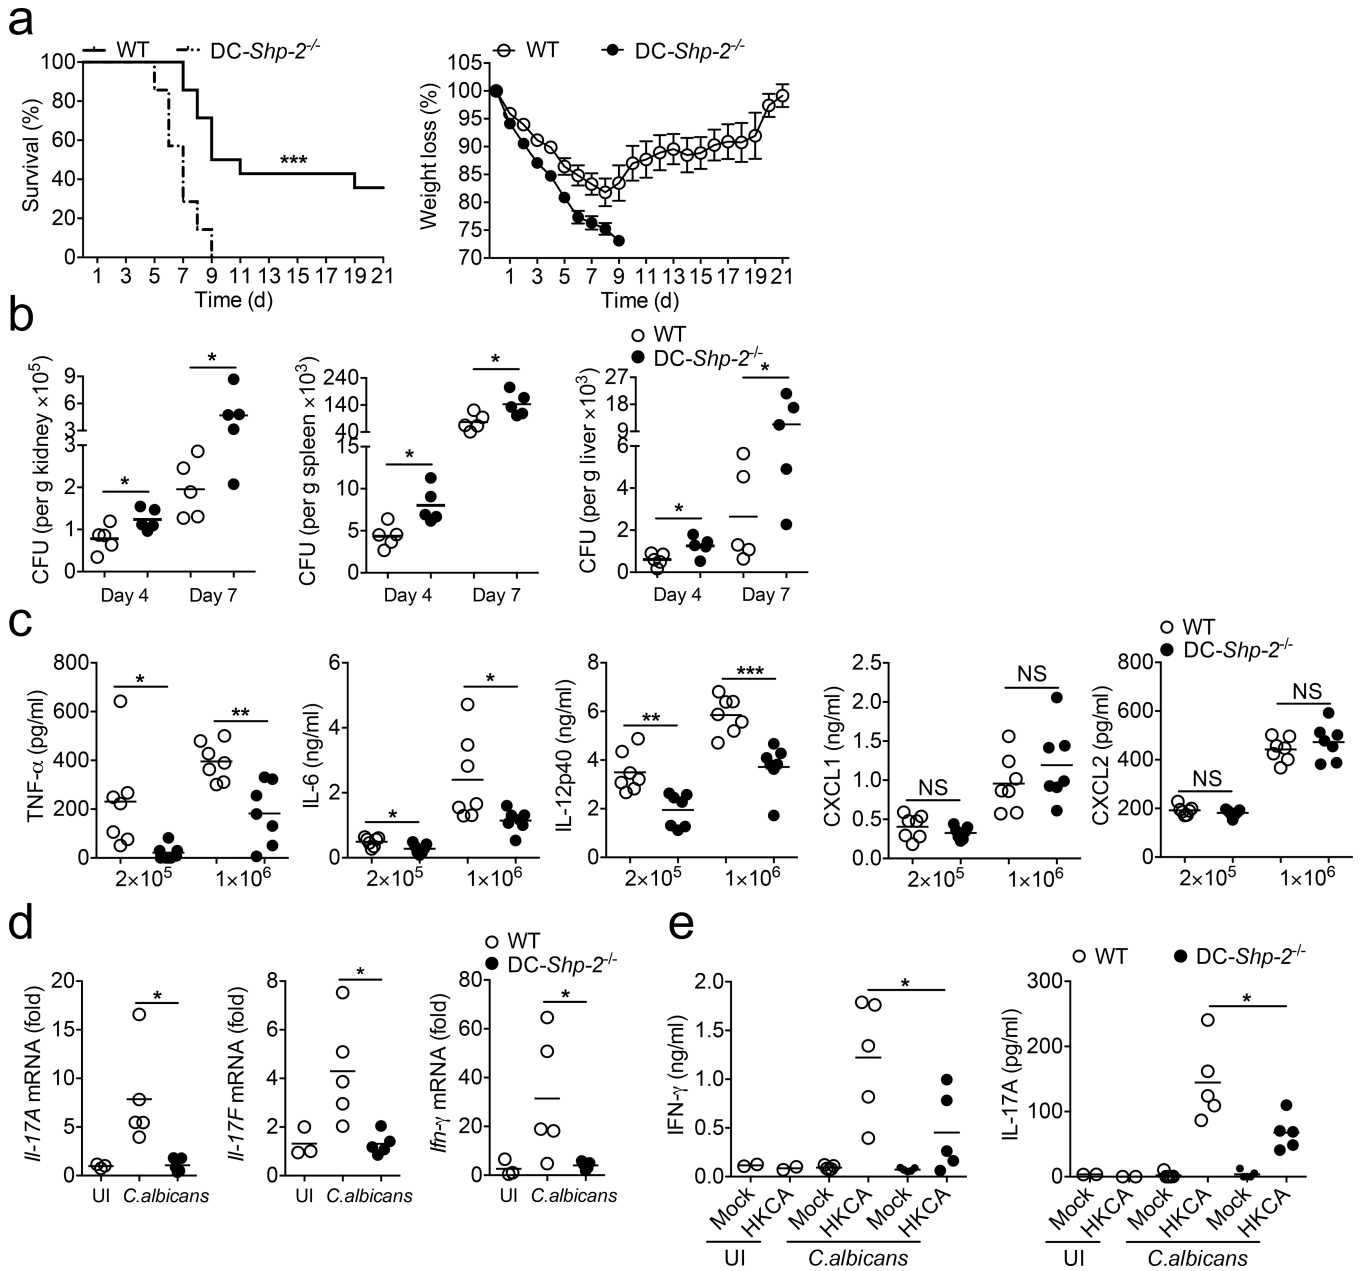 a
WT
DC-Shp-2-/-
Survival (%)
100
80
60
40
20
0
***
1 3 5 7 9 11 13 15 17 19 21
Time (d)
WT
DC-Shp-2-/-
Weight loss (%)
105
100
95
90
85
80
75
70
1 3 5 7 9 11 13 15 17 19 21
Time (d)
b
WT
DC-Shp-2-/-
CFU (per g kidney ×10⁵)
9
6
3
3
2
1
0
*
*
Day 4 Day 7
CFU (per g spleen ×10³)
240
140
40
15
10
5
0
*
*
Day 4 Day 7
CFU (per g liver ×10³)
27
18
9
6
4
2
0
*
*
Day 4 Day 7
c
WT
DC-Shp-2-/-
TNF-α (pg/ml)
800
600
400
200
0
*
**
2×10⁵ 1×10⁶
IL-6 (ng/ml)
6
4
2
0
*
*
2×10⁵ 1×10⁶
IL-12p40 (ng/ml)
8
6
4
2
0
**
***
2×10⁵ 1×10⁶
CXCL1 (ng/ml)
2.5
2.0
1.5
1.0
0.5
0.0
NS
NS
2×10⁵ 1×10⁶
CXCL2 (pg/ml)
800
600
400
200
0
NS
NS
2×10⁵ 1×10⁶
d
WT
DC-Shp-2-/-
Il-17A mRNA (fold)
20
15
10
5
0
*
UI C.albicans
Il-17F mRNA (fold)
8
6
4
2
0
*
UI C.albicans
Ifn-γ mRNA (fold)
80
60
40
20
0
*
UI C.albicans
e
WT
DC-Shp-2-/-
IFN-γ (ng/ml)
2.0
1.5
1.0
0.5
0.0
*
Mock HKCA Mock HKCA Mock HKCA
UI C.albicans
IL-17A (pg/ml)
300
200
100
0
*
Mock HKCA Mock HKCA Mock HKCA
UI C.albicans